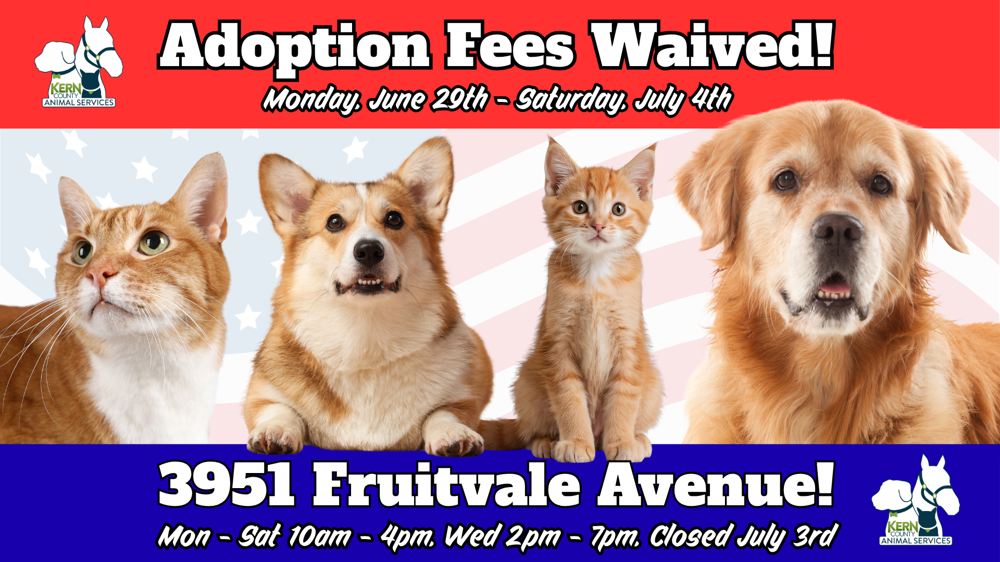 Adoption Fees Waived!
Monday, June 29th - Saturday, July 4th
KERN
COUNTY
ANIMAL SERVICES
3951 Fruitvale Avenue!
Mon - Sat 10am - 4pm, Wed 2pm - 7pm, Closed July 3rd
KERN
COUNTY
ANIMAL SERVICES